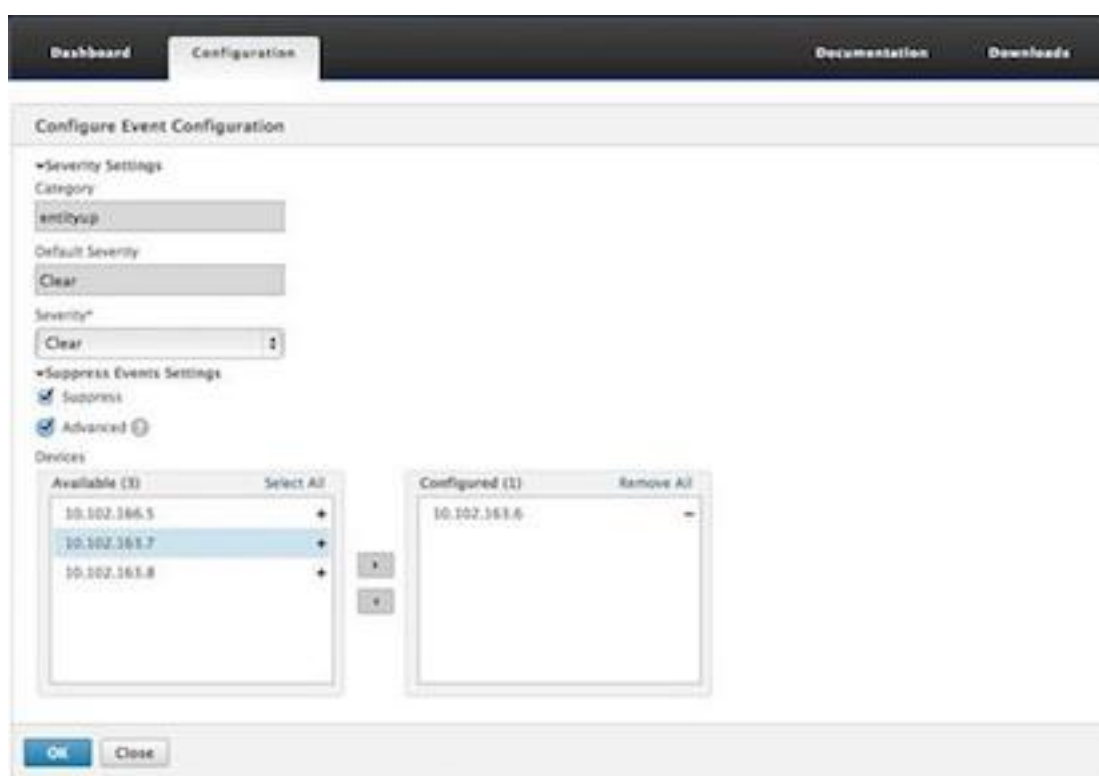 Dashboard Configuration Documentation Downloads
Configure Event Configuration
Severity Settings
Category
entityup
Default Severity
Clear
Severity*
Clear
Suppress Events Settings
Suppress
Advanced
Devices
Available (3) Select All
10.102.166.5 +
10.102.163.7 +
10.102.163.8 +
Configured (1) Remove All
10.102.163.6 −
OK Close